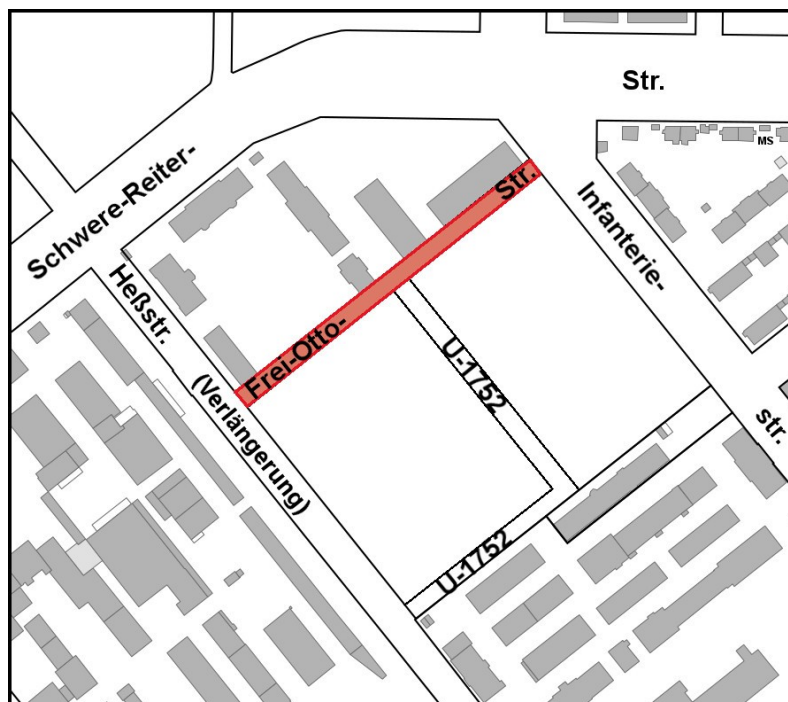 Str.
MS
Schwere-Reiter-
Str.
Infanterie-
Heßstr.
Frei-Otto-
U-1752
(Verlängerung)
str.
U-1752